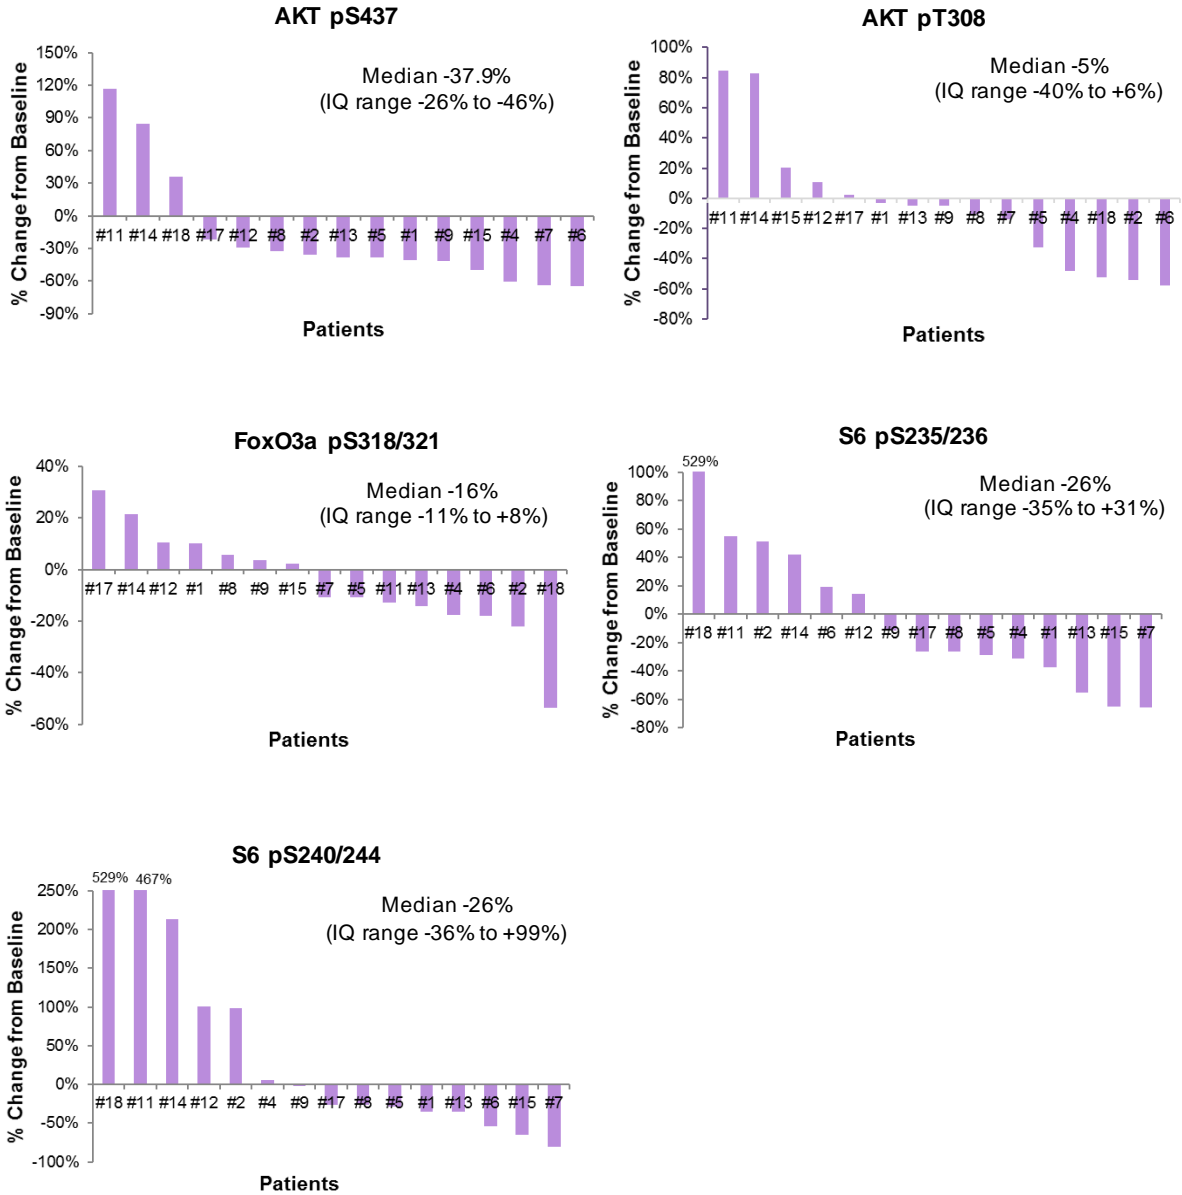 AKT pS437
150%
120%
90%
60%
30%
0%
-30%
-60%
-90%
% Change from Baseline
Median -37.9%
(IQ range -26% to -46%)
#11 #14 #18 #17 #12 #8 #2 #13 #5 #1 #9 #15 #4 #7 #6
Patients
AKT pT308
100%
80%
60%
40%
20%
0%
-20%
-40%
-60%
-80%
% Change from Baseline
Median -5%
(IQ range -40% to +6%)
#11 #14 #15 #12 #17 #1 #13 #9 #8 #7 #5 #4 #18 #2 #6
Patients
FoxO3a pS318/321
40%
20%
0%
-20%
-40%
-60%
% Change from Baseline
Median -16%
(IQ range -11% to +8%)
#17 #14 #12 #1 #8 #9 #15 #7 #5 #11 #13 #4 #6 #2 #18
Patients
S6 pS235/236
529%
100%
80%
60%
40%
20%
0%
-20%
-40%
-60%
-80%
% Change from Baseline
Median -26%
(IQ range -35% to +31%)
#18 #11 #2 #14 #6 #12 #9 #17 #8 #5 #4 #1 #13 #15 #7
Patients
S6 pS240/244
529% 467%
250%
200%
150%
100%
50%
0%
-50%
-100%
% Change from Baseline
Median -26%
(IQ range -36% to +99%)
#18 #11 #14 #12 #2 #4 #9 #17 #8 #5 #1 #13 #6 #15 #7
Patients